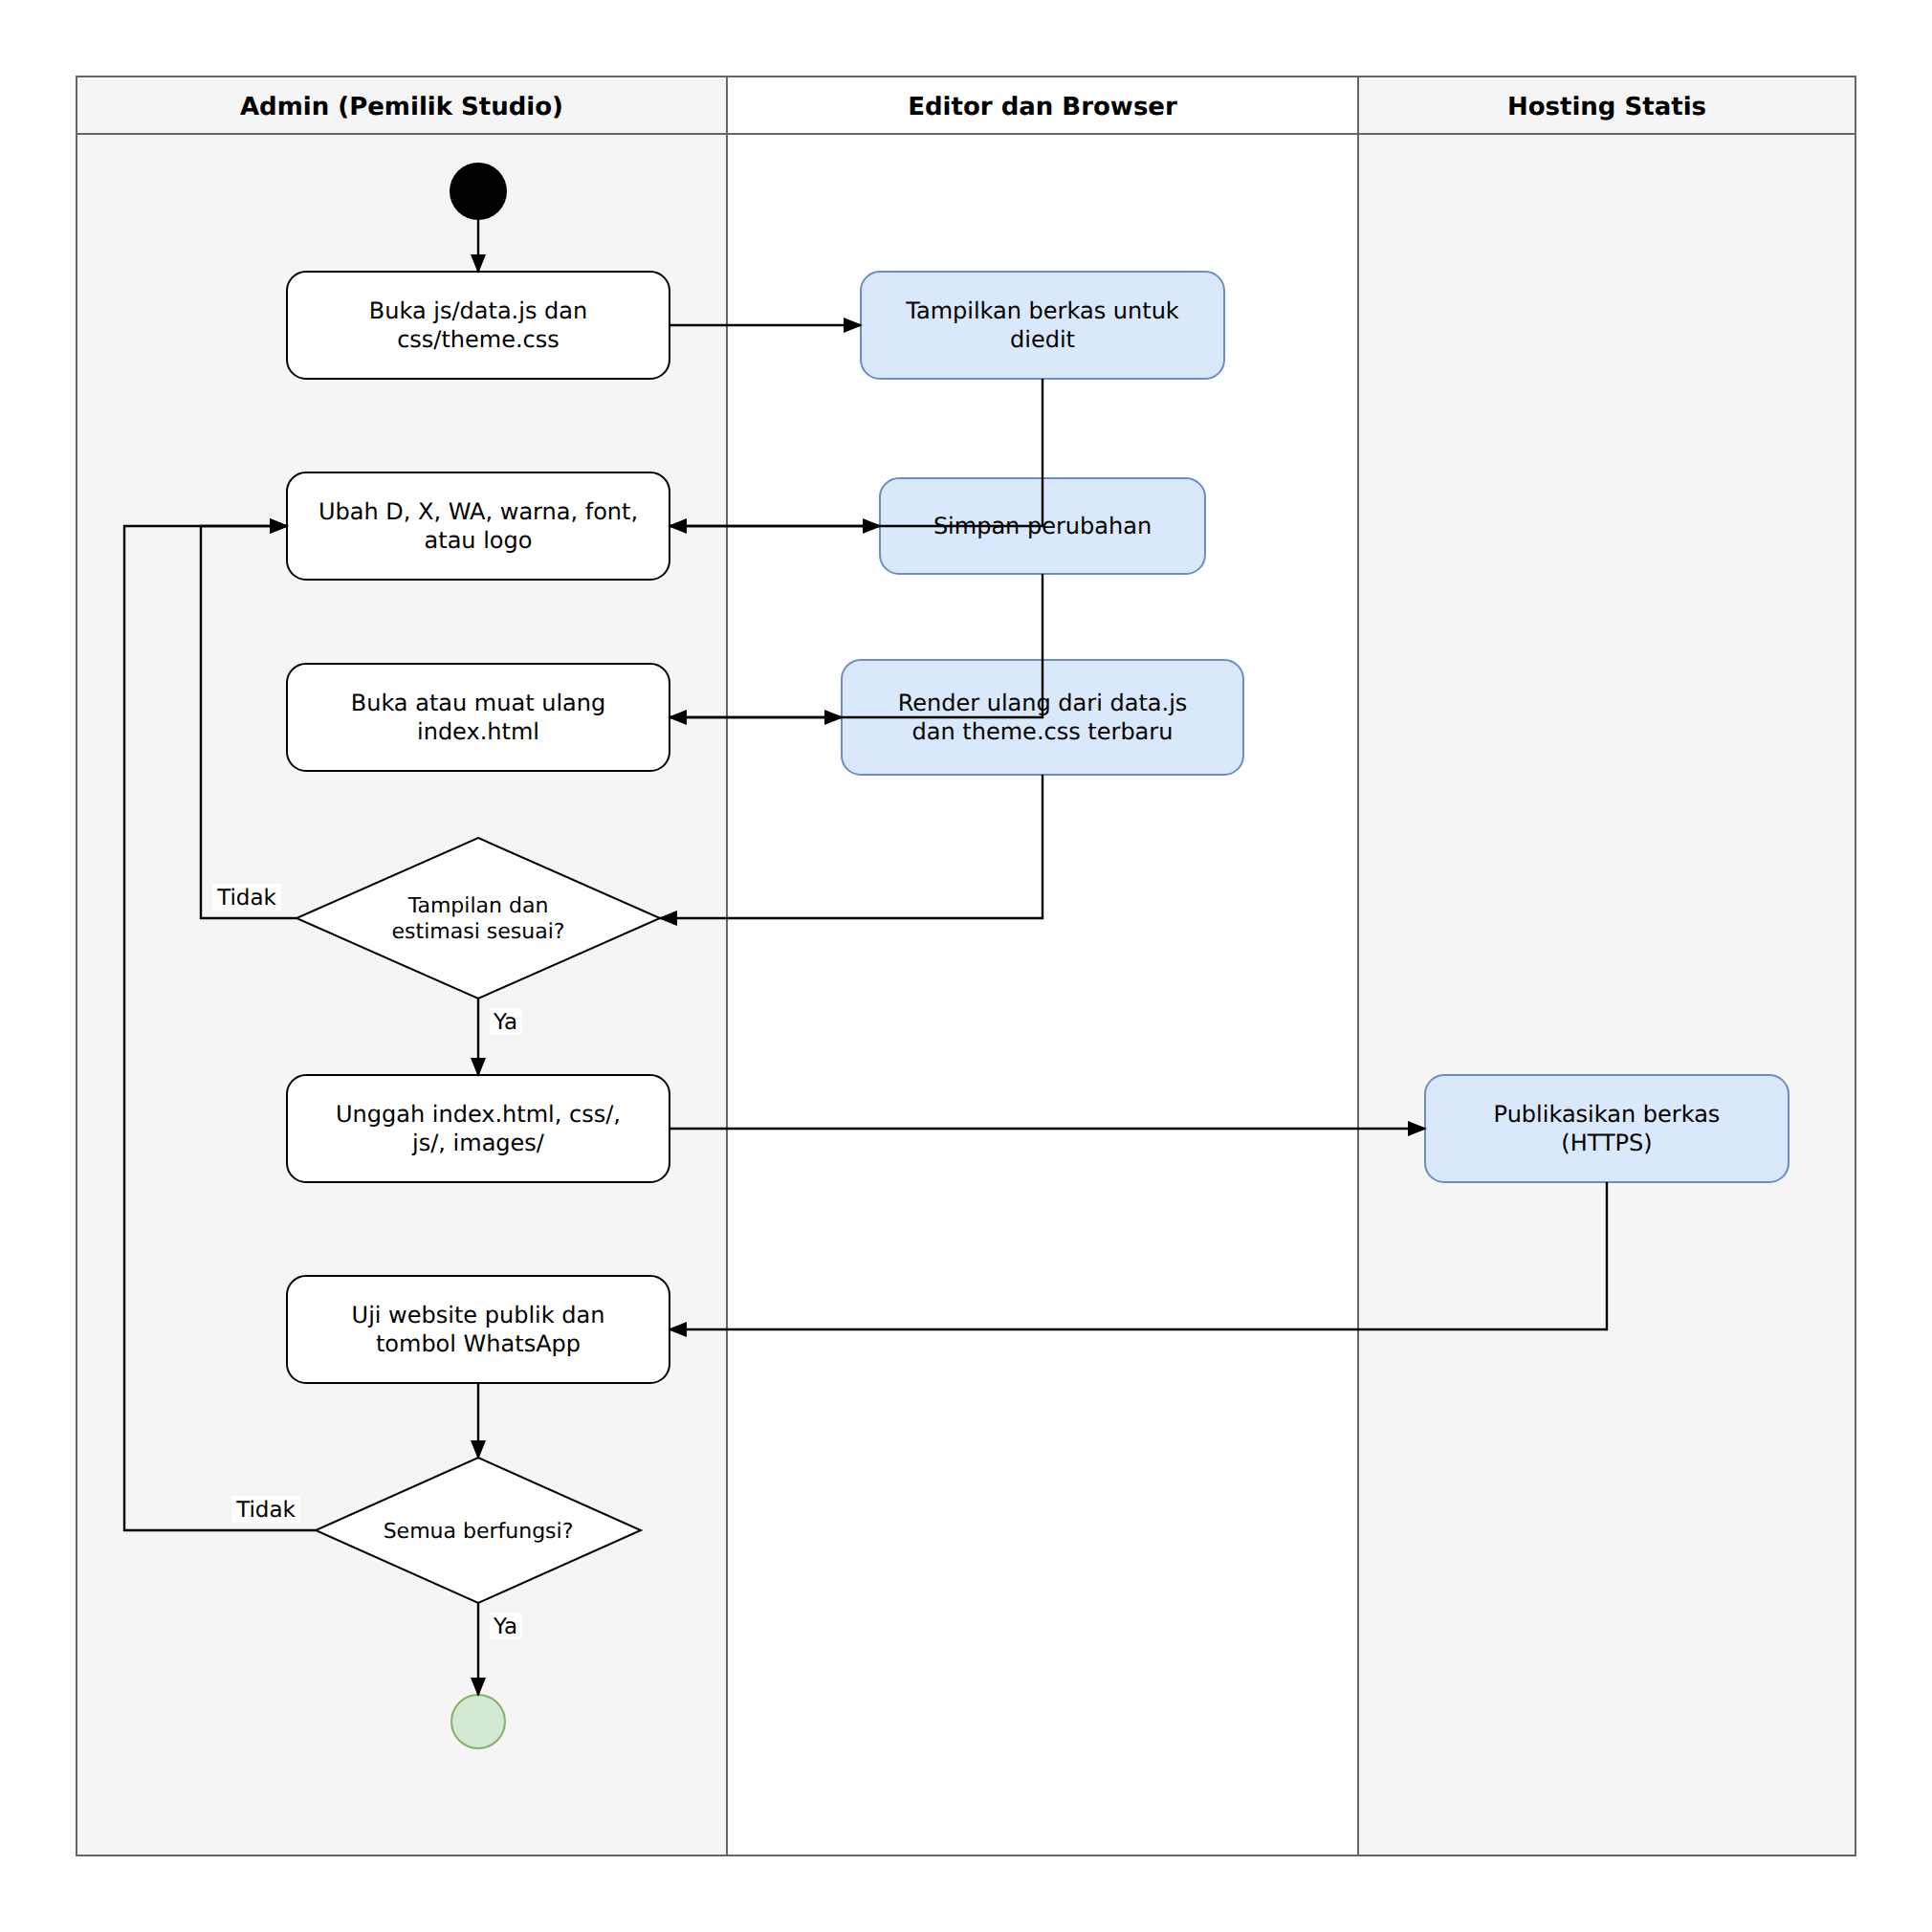 Admin (Pemilik Studio)
Editor dan Browser
Hosting Statis
Buka js/data.js dan
css/theme.css
Tampilkan berkas untuk
diedit
Ubah D, X, WA, warna, font,
atau logo
Simpan perubahan
Buka atau muat ulang
index.html
Render ulang dari data.js
dan theme.css terbaru
Tidak
Tampilan dan
estimasi sesuai?
Ya
Unggah index.html, css/,
js/, images/
Publikasikan berkas
(HTTPS)
Uji website publik dan
tombol WhatsApp
Tidak
Semua berfungsi?
Ya